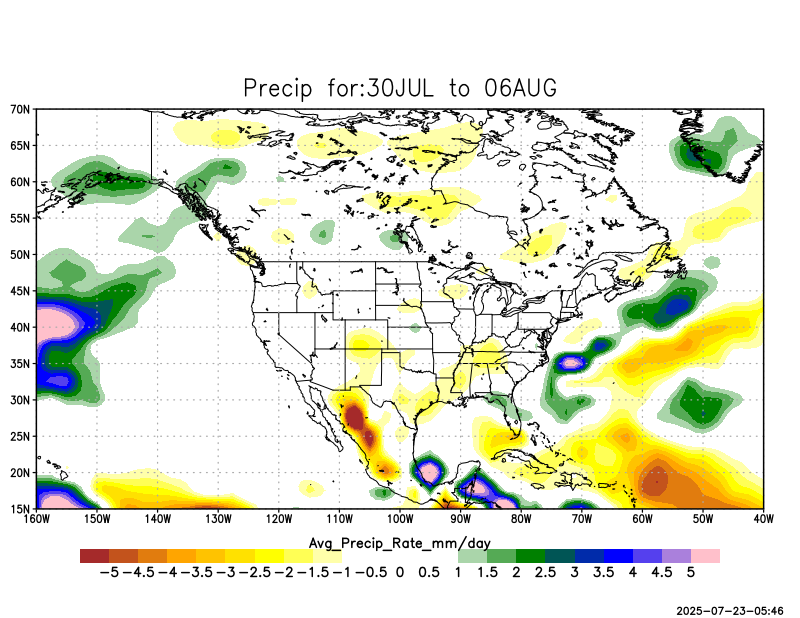 Precip for:30JUL to 06AUG
70N
65N
60N
55N
50N
45N
40N
35N
30N
25N
20N
15N
160W 150W 140W 130W 120W 110W 100W 90W 80W 70W 60W 50W 40W
Avg_Precip_Rate_mm/day
-5 -4.5 -4 -3.5 -3 -2.5 -2 -1.5 -1 -0.5 0 0.5 1 1.5 2 2.5 3 3.5 4 4.5 5
2025-07-23-05:46